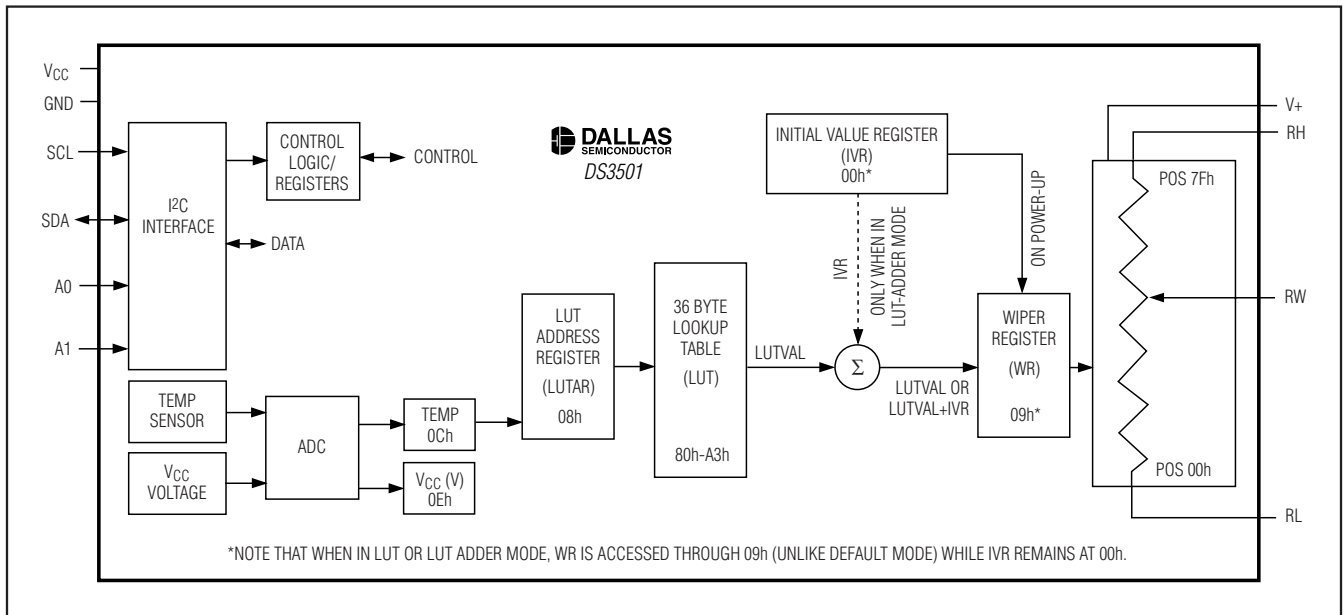 VCC
GND
SCL
SDA
A0
A1
I2C
INTERFACE
CONTROL
LOGIC/
REGISTERS
CONTROL
DATA
TEMP
SENSOR
VCC
VOLTAGE
ADC
TEMP
0Ch
VCC (V)
0Eh
DALLAS
SEMICONDUCTOR
DS3501
LUT
ADDRESS
REGISTER
(LUTAR)
08h
36 BYTE
LOOKUP
TABLE
(LUT)
80h-A3h
LUTVAL
INITIAL VALUE REGISTER
(IVR)
00h*
IVR
ONLY WHEN IN
LUT-ADDER MODE
ON POWER-UP
Σ
LUTVAL OR
LUTVAL+IVR
WIPER
REGISTER
(WR)
09h*
POS 7Fh
POS 00h
V+
RH
RW
RL
*NOTE THAT WHEN IN LUT OR LUT ADDER MODE, WR IS ACCESSED THROUGH 09h (UNLIKE DEFAULT MODE) WHILE IVR REMAINS AT 00h.